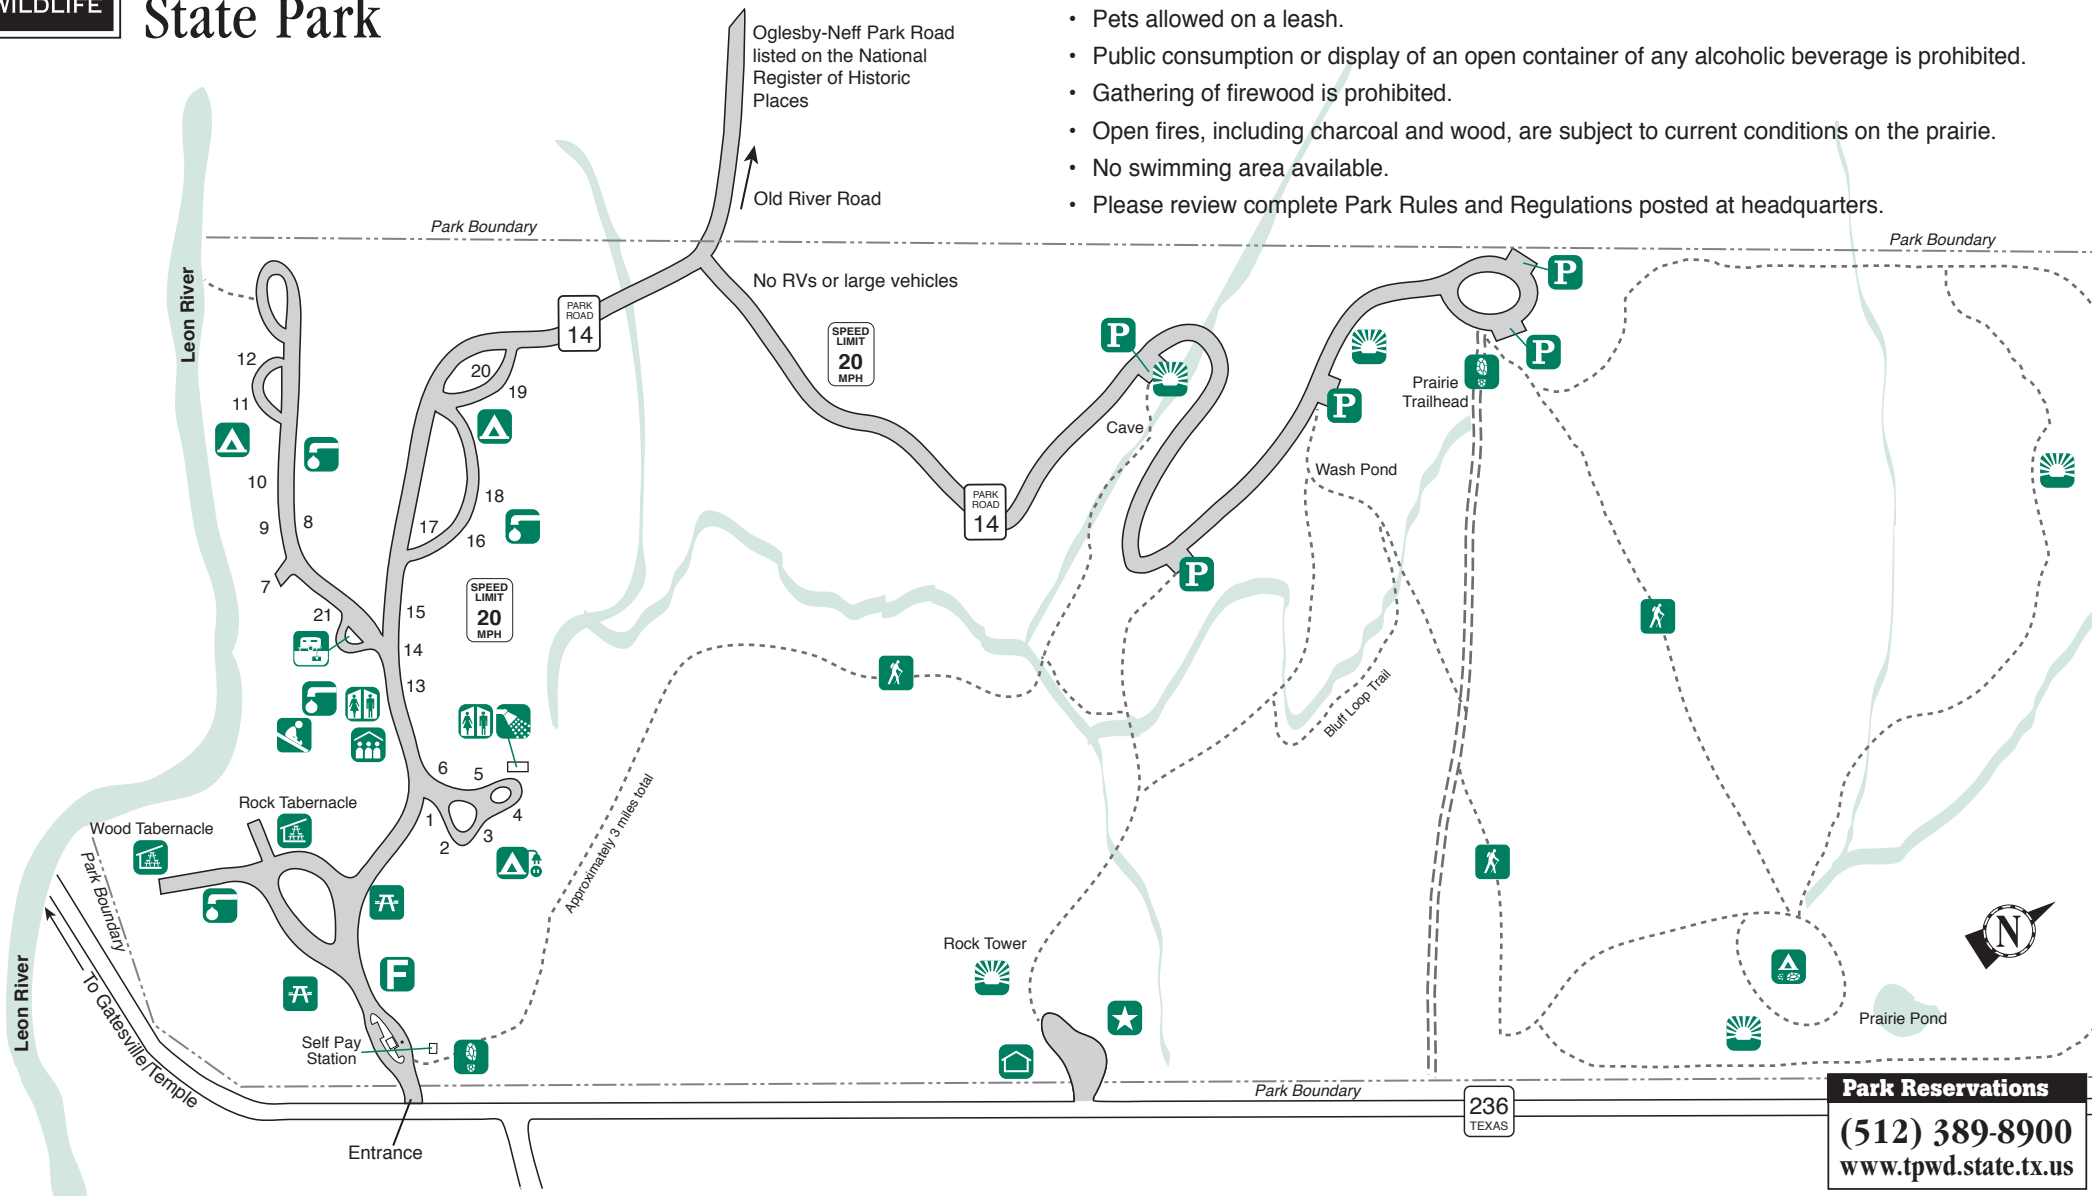 WILDLIFE
State Park
• Pets allowed on a leash.
• Public consumption or display of an open container of any alcoholic beverage is prohibited.
• Gathering of firewood is prohibited.
• Open fires, including charcoal and wood, are subject to current conditions on the prairie.
• No swimming area available.
• Please review complete Park Rules and Regulations posted at headquarters.
Oglesby-Neff Park Road
listed on the National
Register of Historic
Places
Old River Road
Park Boundary
Park Boundary
No RVs or large vehicles
Leon River
PARK
ROAD
14
SPEED
LIMIT
20
MPH
P
P
P
P
P
Prairie
Trailhead
Cave
Wash Pond
12
11
10
9
8
7
21
20
19
18
17
16
15
14
13
PARK
ROAD
14
SPEED
LIMIT
20
MPH
Bluff Loop Trail
6
5
4
3
2
1
Rock Tabernacle
Wood Tabernacle
Park Boundary
Approximately 3 miles total
F
Rock Tower
N
Leon River
To Gatesville/Temple
Self Pay
Station
Prairie Pond
Park Boundary
236
TEXAS
Entrance
Park Reservations
(512) 389-8900
www.tpwd.state.tx.us